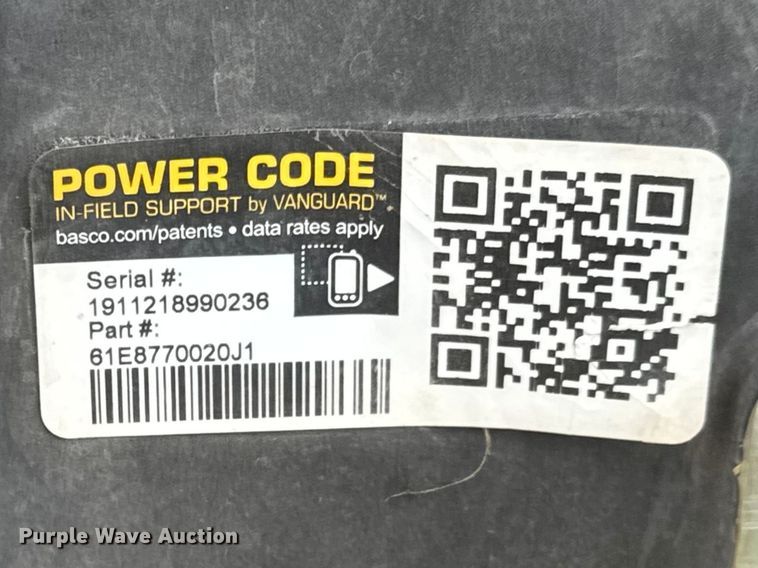 POWER CODE
IN-FIELD SUPPORT by VANGUARD™
basco.com/patents • data rates apply
Serial #:
1911218990236
Part #:
61E8770020J1
Purple Wave Auction